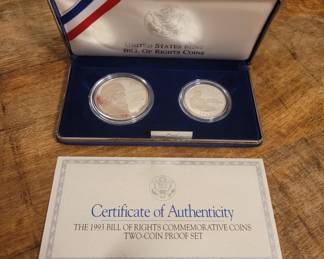 UNITED STATES MINT
BILL OF RIGHTS COINS
Certificate of Authenticity
THE 1993 BILL OF RIGHTS COMMEMORATIVE COINS
TWO-COIN PROOF SET